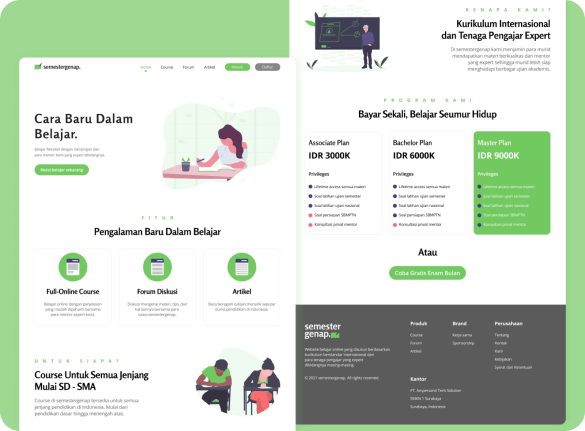 semestergenap.
Home
Course
Forum
Artikel
Masuk
Daftar
Cara Baru Dalam
Belajar.
Belajar fleksibel dengan dampingan dari
para mentor kami yang expert dibidangnya.
Mulai belajar sekarang
FITUR
Pengalaman Baru Dalam Belajar
Full-Online Course
Belajar online dengan penjelasan
yang mudah dipahami bersama
para mentor expert kami.
Forum Diskusi
Diskusi mengenai materi, tips, dan
hal lainnya bersama para
siswa semestergenap.
Artikel
Baca beragam tulisan menarik seputar
dunia pendidikan di Indonesia.
UNTUK SIAPA?
Course Untuk Semua Jenjang
Mulai SD - SMA
Course di semestergenap tersedia untuk semua
jenjang pendidikan di Indonesia. Mulai dari
pendidikan dasar hingga menengah atas.
KENAPA KAMI?
Kurikulum Internasional
dan Tenaga Pengajar Expert
Di semestergenap kami menjamin para murid
mendapatkan materi berkualitas dan mentor
yang expert sehingga murid lebih siap
menghadapi berbagai ujian akademis.
PROGRAM KAMI
Bayar Sekali, Belajar Seumur Hidup
Associate Plan
IDR 3000K
Privileges
Lifetime access semua materi
Soal latihan ujian semester
Soal latihan ujian nasional
Soal persiapan SBMPTN
Konsultasi privat mentor
Bachelor Plan
IDR 6000K
Privileges
Lifetime access semua materi
Soal latihan ujian semester
Soal latihan ujian nasional
Soal persiapan SBMPTN
Konsultasi privat mentor
Master Plan
IDR 9000K
Privileges
Lifetime access semua materi
Soal latihan ujian semester
Soal latihan ujian nasional
Soal persiapan SBMPTN
Konsultasi privat mentor
Atau
Coba Gratis Enam Bulan
semester
genap.
Website belajar online yang disusun berdasarkan
kurikulum berstandar internasional dari
para tenaga pengajar yang expert
dibidangnya masing-masing.
© 2021 semestergenap. All rights reserved.
Produk
Course
Forum
Artikel
Brand
Kerja sama
Sponsorship
Perusahaan
Tentang
Kontak
Karir
Kebijakan
Syarat dan Ketentuan
Kantor
PT. Ampersand Tech Solution
Surabaya, Indonesia